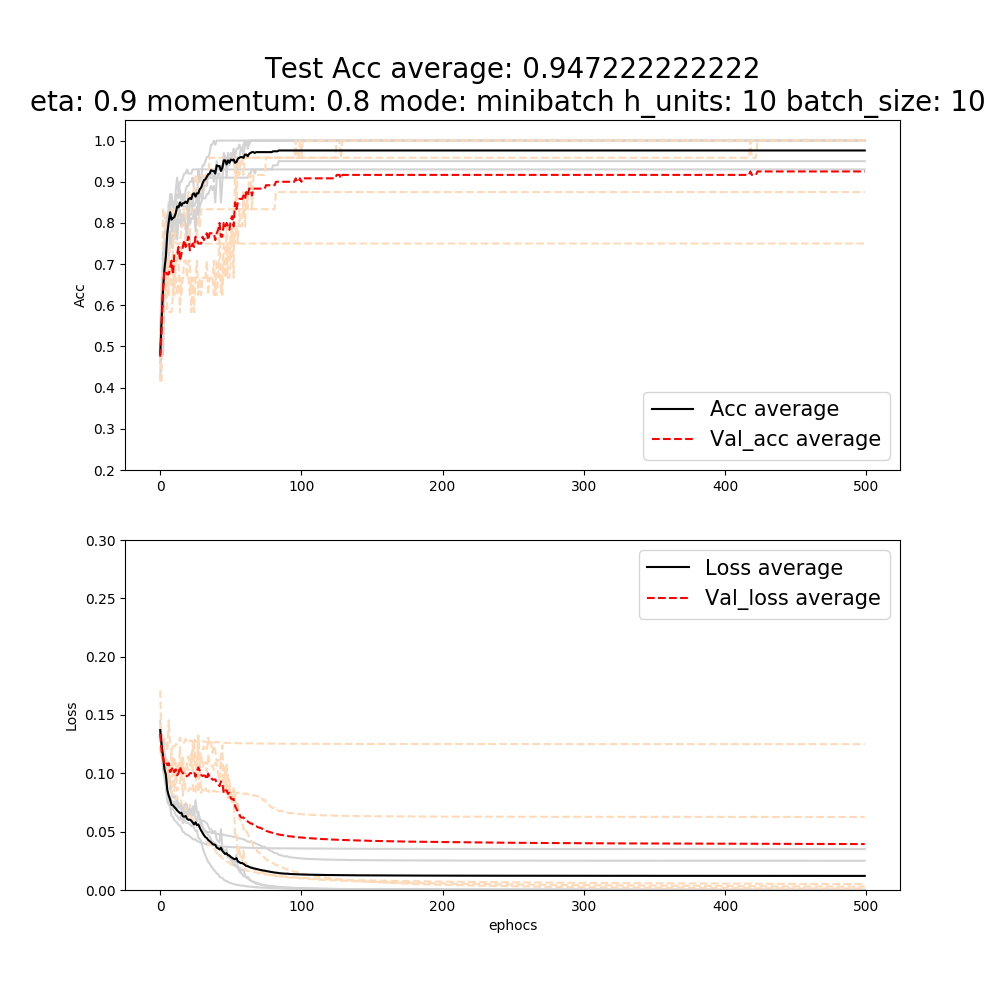 Test Acc average: 0.947222222222
eta: 0.9 momentum: 0.8 mode: minibatch h_units: 10 batch_size: 10
1.0
0.9
0.8
0.7
0.6
0.5
0.4
0.3
0.2
Acc
0 100 200 300 400 500
Acc average
Val_acc average
0.30
0.25
0.20
0.15
0.10
0.05
0.00
Loss
0 100 200 300 400 500
Loss average
Val_loss average
ephocs